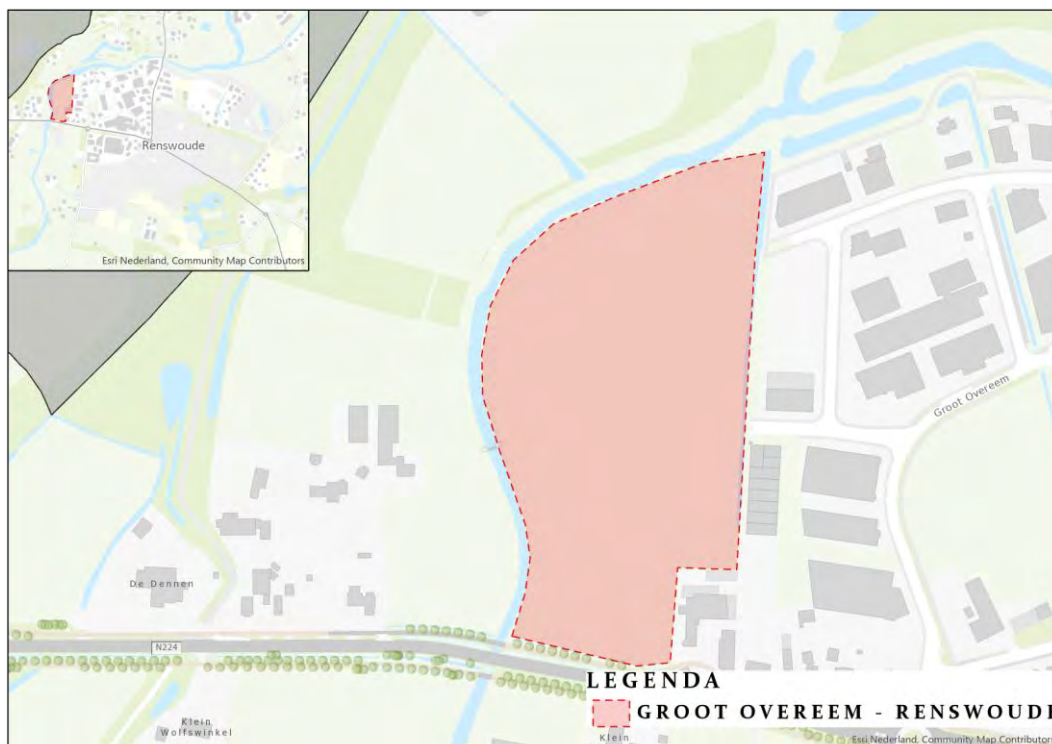 Renswoude
Esri Nederland, Community Map Contributors
Groot Overeem
De Dennen
N224
Klein
Wolfswinkel
Klein
LEGENDA
GROOT OVEREEM - RENSWOUDE
Esri Nederland, Community Map Contributors